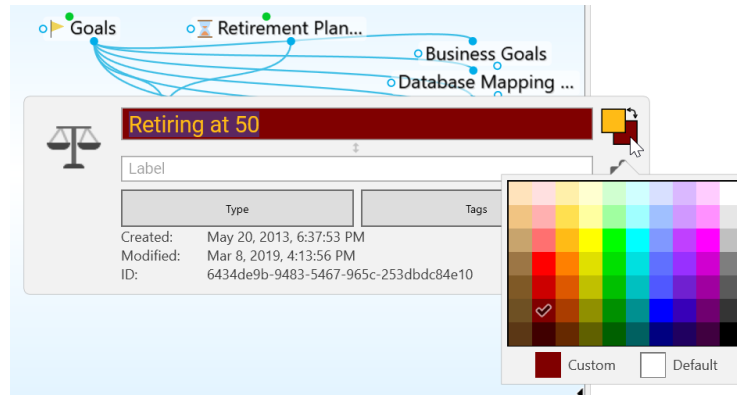 Goals
Retirement Plan...
Business Goals
Database Mapping ...
Retiring at 50
Label
Type
Tags
Created: May 20, 2013, 6:37:53 PM
Modified: Mar 8, 2019, 4:13:56 PM
ID: 6434de9b-9483-5467-965c-253dbdc84e10
Custom
Default